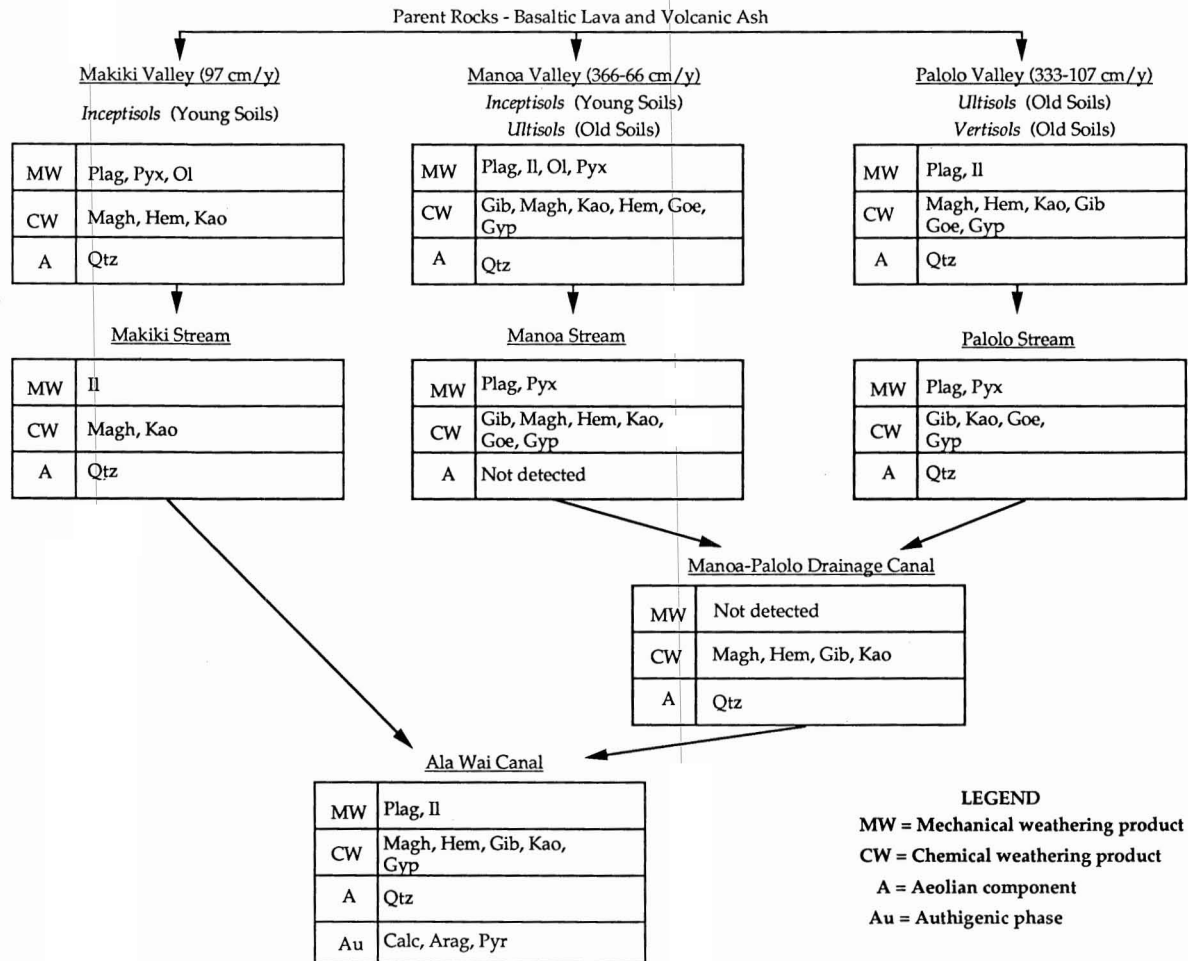 Parent Rocks - Basaltic Lava and Volcanic Ash
Makiki Valley (97 cm/y)
Inceptisols (Young Soils)
MW Plag, Pyx, Ol
CW Magh, Hem, Kao
A Qtz
Manoa Valley (366-66 cm/y)
Inceptisols (Young Soils)
Ultisols (Old Soils)
MW Plag, Il, Ol, Pyx
CW Gib, Magh, Kao, Hem, Goe,
Gyp
A Qtz
Palolo Valley (333-107 cm/y)
Ultisols (Old Soils)
Vertisols (Old Soils)
MW Plag, Il
CW Magh, Hem, Kao, Gib
Goe, Gyp
A Qtz
Makiki Stream
MW Il
CW Magh, Kao
A Qtz
Manoa Stream
MW Plag, Pyx
CW Gib, Magh, Hem, Kao,
Goe, Gyp
A Not detected
Palolo Stream
MW Plag, Pyx
CW Gib, Kao, Goe,
Gyp
A Qtz
Manoa-Palolo Drainage Canal
MW Not detected
CW Magh, Hem, Gib, Kao
A Qtz
Ala Wai Canal
MW Plag, Il
CW Magh, Hem, Gib, Kao,
Gyp
A Qtz
Au Calc, Arag, Pyr
LEGEND
MW = Mechanical weathering product
CW = Chemical weathering product
A = Aeolian component
Au = Authigenic phase